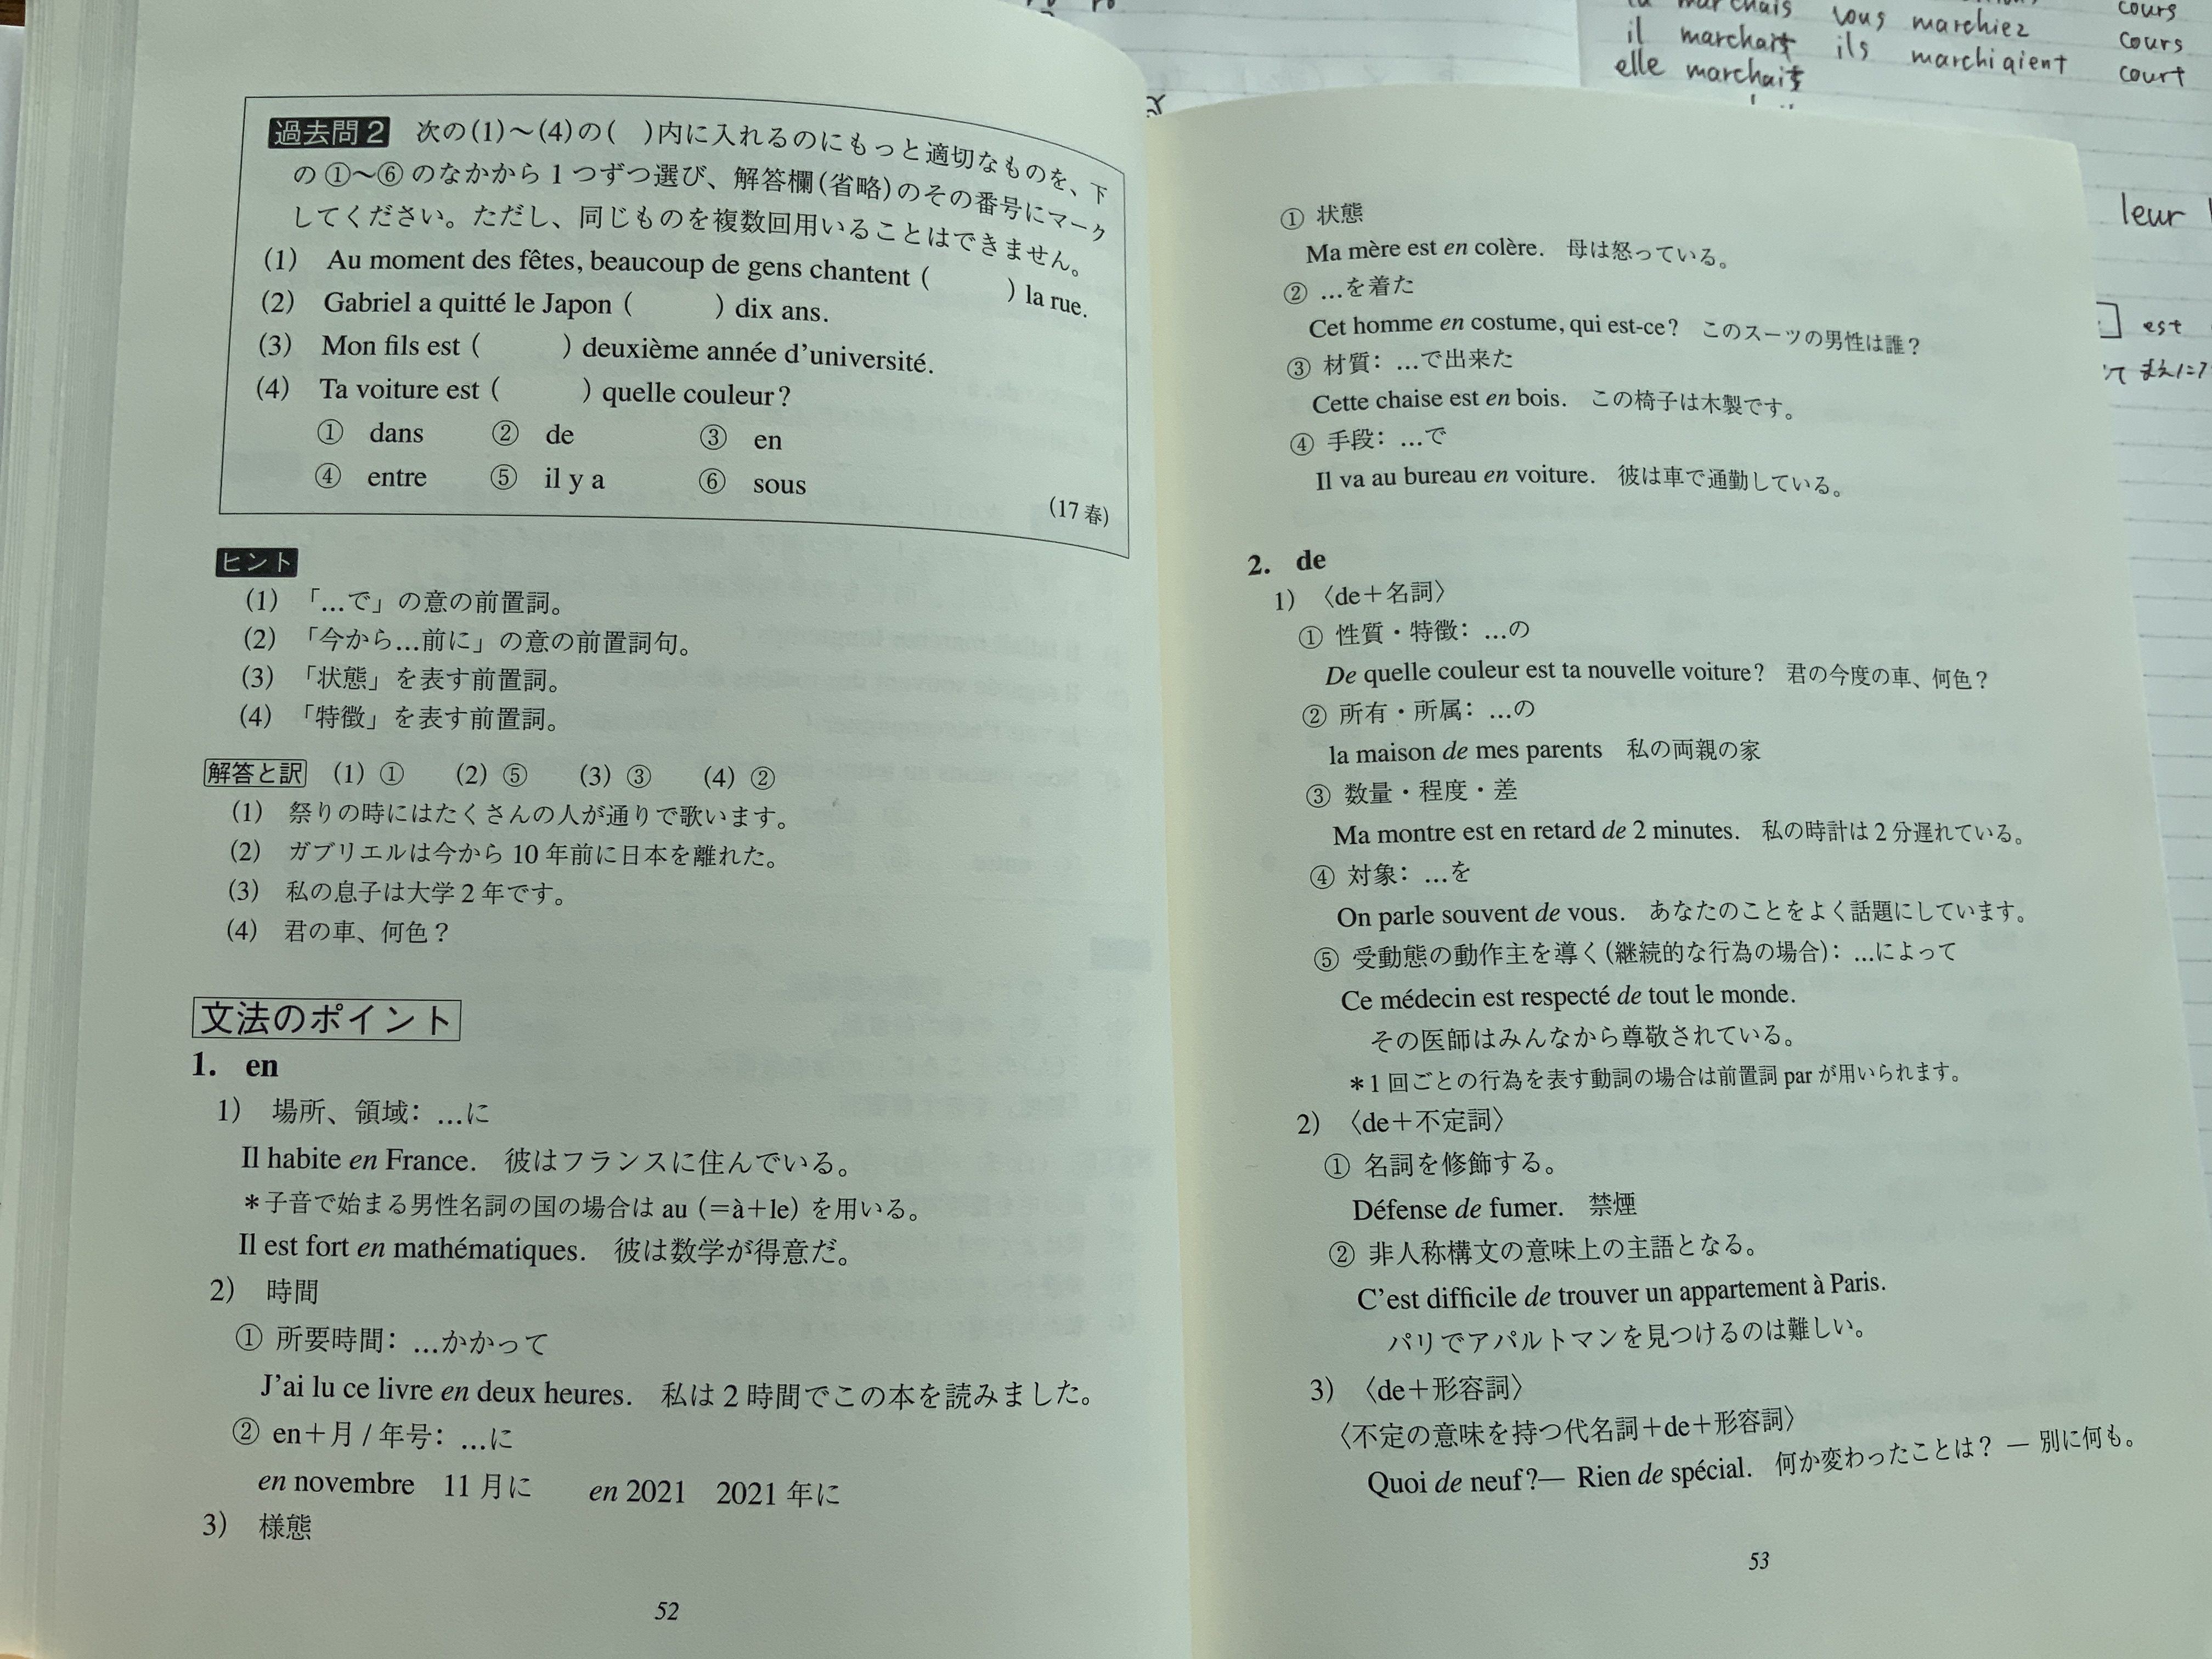 過去問2 次の(1)～(4)の( )内に入れるのにもっと適切なものを、下
の①～⑥のなかから1つずつ選び、解答欄(省略)のその番号にマーク
してください。ただし、同じものを複数回用いることはできません。
(1) Au moment des fêtes, beaucoup de gens chantent ( ) la rue.
(2) Gabriel a quitté le Japon ( ) dix ans.
(3) Mon fils est ( ) deuxième année d'université.
(4) Ta voiture est ( ) quelle couleur?
① dans ② de ③ en
④ entre ⑤ il y a ⑥ sous
(17春)
ヒント
(1) 「…で」の意の前置詞。
(2) 「今から…前に」の意の前置詞句。
(3) 「状態」を表す前置詞。
(4) 「特徴」を表す前置詞。
解答と訳 (1) ① (2) ⑤ (3) ③ (4) ②
(1) 祭りの時にはたくさんの人が通りで歌います。
(2) ガブリエルは今から10年前に日本を離れた。
(3) 私の息子は大学2年です。
(4) 君の車、何色？
文法のポイント
1. en
1) 場所、領域：…に
Il habite en France. 彼はフランスに住んでいる。
＊子音で始まる男性名詞の国の場合は au (＝à＋le) を用いる。
Il est fort en mathématiques. 彼は数学が得意だ。
2) 時間
① 所要時間：…かかって
J'ai lu ce livre en deux heures. 私は2時間でこの本を読みました。
② en＋月 / 年号：…に
en novembre 11月に en 2021 2021年に
3) 様態
52
① 状態
Ma mère est en colère. 母は怒っている。
② …を着た
Cet homme en costume, qui est-ce? このスーツの男性は誰？
③ 材質：…で出来た
Cette chaise est en bois. この椅子は木製です。
④ 手段：…で
Il va au bureau en voiture. 彼は車で通勤している。
2. de
1) 〈de＋名詞〉
① 性質・特徴：…の
De quelle couleur est ta nouvelle voiture? 君の今度の車、何色？
② 所有・所属：…の
la maison de mes parents 私の両親の家
③ 数量・程度・差
Ma montre est en retard de 2 minutes. 私の時計は2分遅れている。
④ 対象：…を
On parle souvent de vous. あなたのことをよく話題にしています。
⑤ 受動態の動作主を導く(継続的な行為の場合)：…によって
Ce médecin est respecté de tout le monde.
その医師はみんなから尊敬されている。
＊1回ごとの行為を表す動詞の場合は前置詞 par が用いられます。
2) 〈de＋不定詞〉
① 名詞を修飾する。
Défense de fumer. 禁煙
② 非人称構文の意味上の主語となる。
C'est difficile de trouver un appartement à Paris.
パリでアパルトマンを見つけるのは難しい。
3) 〈de＋形容詞〉
〈不定の意味を持つ代名詞＋de＋形容詞〉
Quoi de neuf?— Rien de spécial. 何か変わったことは？ — 別に何も。
53
marchais vous marchiez cours
il marchait ils marchiaient cours
elle marchait court
leur
est